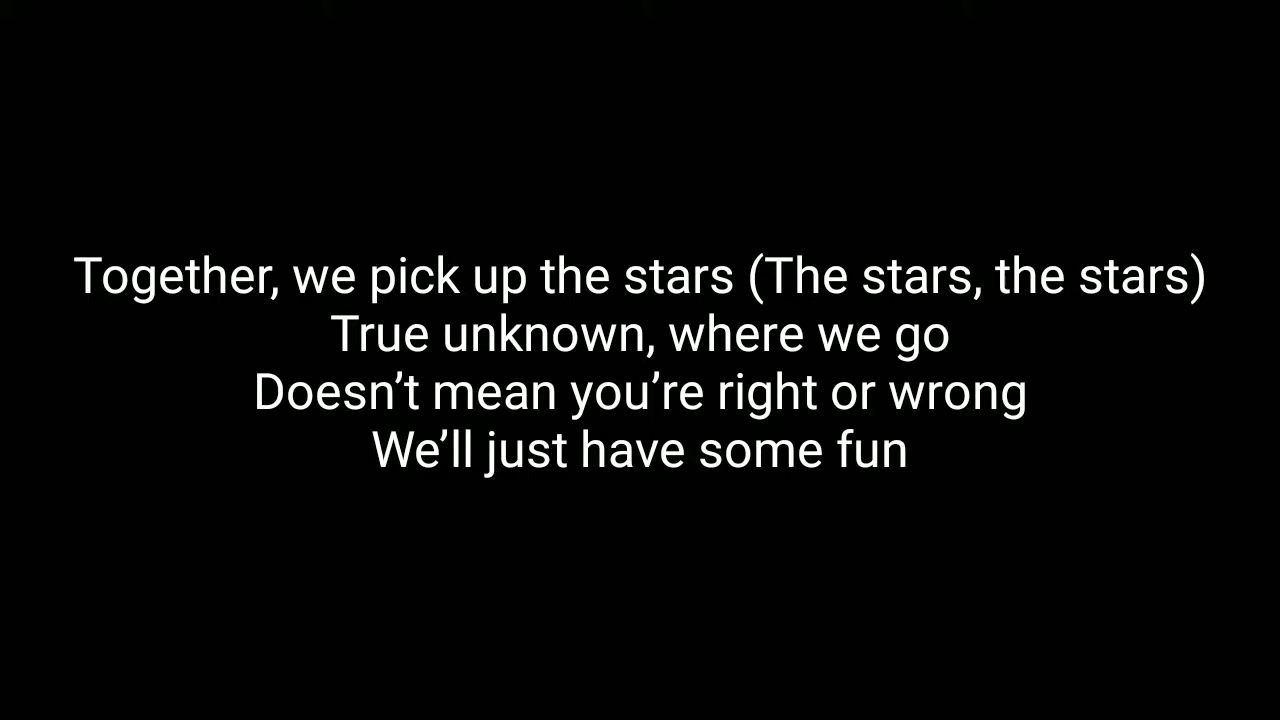 Together, we pick up the stars (The stars, the stars)
True unknown, where we go
Doesn’t mean you’re right or wrong
We’ll just have some fun